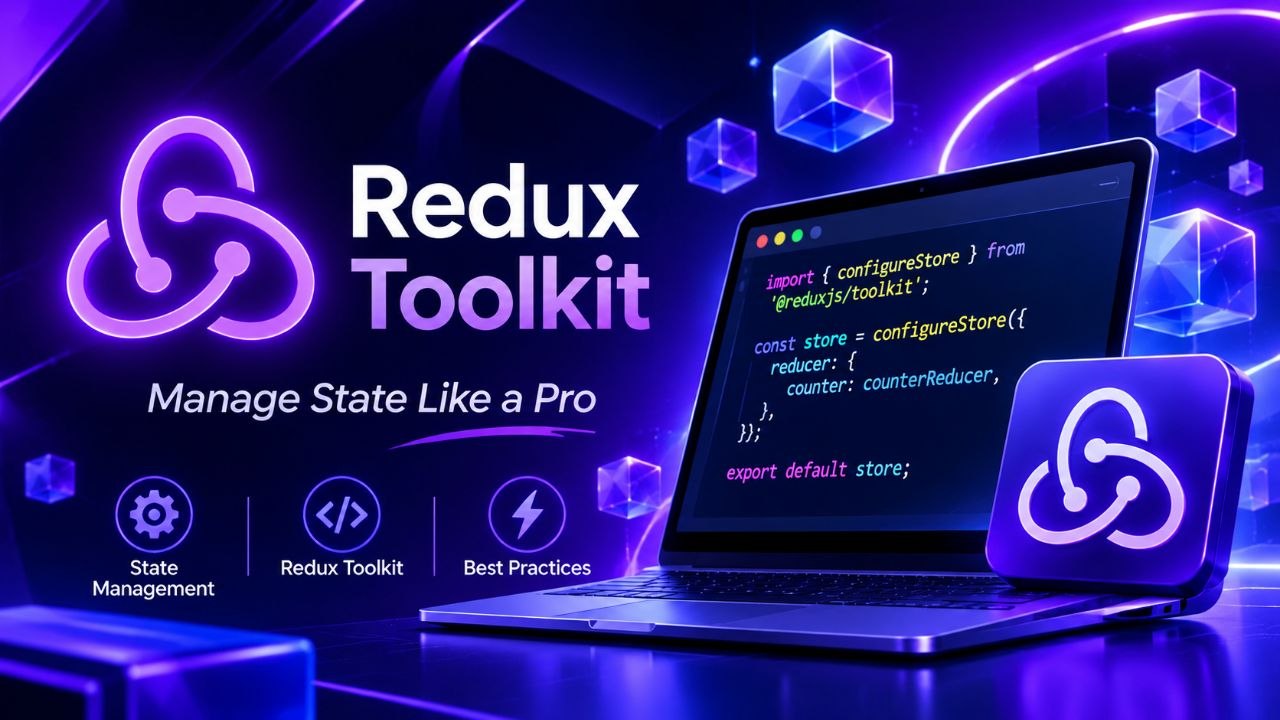 Redux
Toolkit
Manage State Like a Pro
State
Management
Redux Toolkit
Best Practices
import { configureStore } from
'@reduxjs/toolkit';
const store = configureStore({
reducer: {
counter: counterReducer,
},
});
export default store;